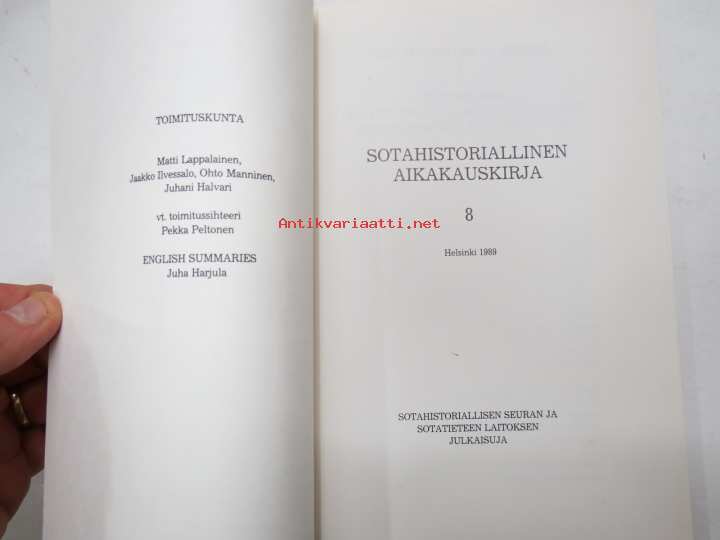 TOIMITUSKUNTA
Matti Lappalainen,
Jaakko Ilvessalo, Ohto Manninen,
Juhani Halvari
vt. toimitussihteeri
Pekka Peltonen
ENGLISH SUMMARIES
Juha Harjula
SOTAHISTORIALLINEN
AIKAKAUSKIRJA
8
Antikvariaatti.net
Helsinki 1989
SOTAHISTORIALLISEN SEURAN JA
SOTATIETEEN LAITOKSEN
JULKAISUJA